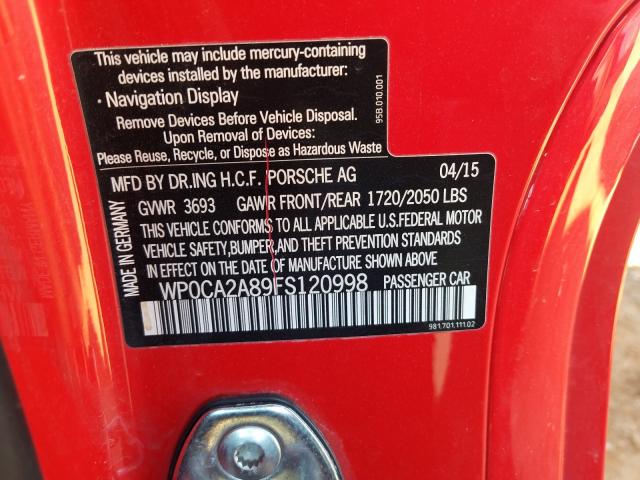 This vehicle may include mercury-containing
devices installed by the manufacturer:
· Navigation Display
Remove Devices Before Vehicle Disposal.
Upon Removal of Devices:
Please Reuse, Recycle, or Dispose as Hazardous Waste
95B.010.001
MFD BY DR.ING H.C.F. PORSCHE AG 04/15
GVWR 3693 GAWR FRONT/REAR 1720/2050 LBS
THIS VEHICLE CONFORMS TO ALL APPLICABLE U.S.FEDERAL MOTOR
VEHICLE SAFETY,BUMPER,AND THEFT PREVENTION STANDARDS
IN EFFECT ON THE DATE OF MANUFACTURE SHOWN ABOVE
WP0CA2A89FS120998 PASSENGER CAR
MADE IN GERMANY
981.701.111.02